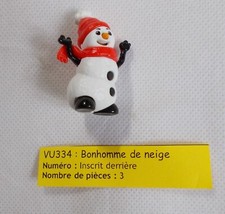 VU334 : Bonhomme de neige
Numéro : Inscrit derrière
Nombre de pièces : 3